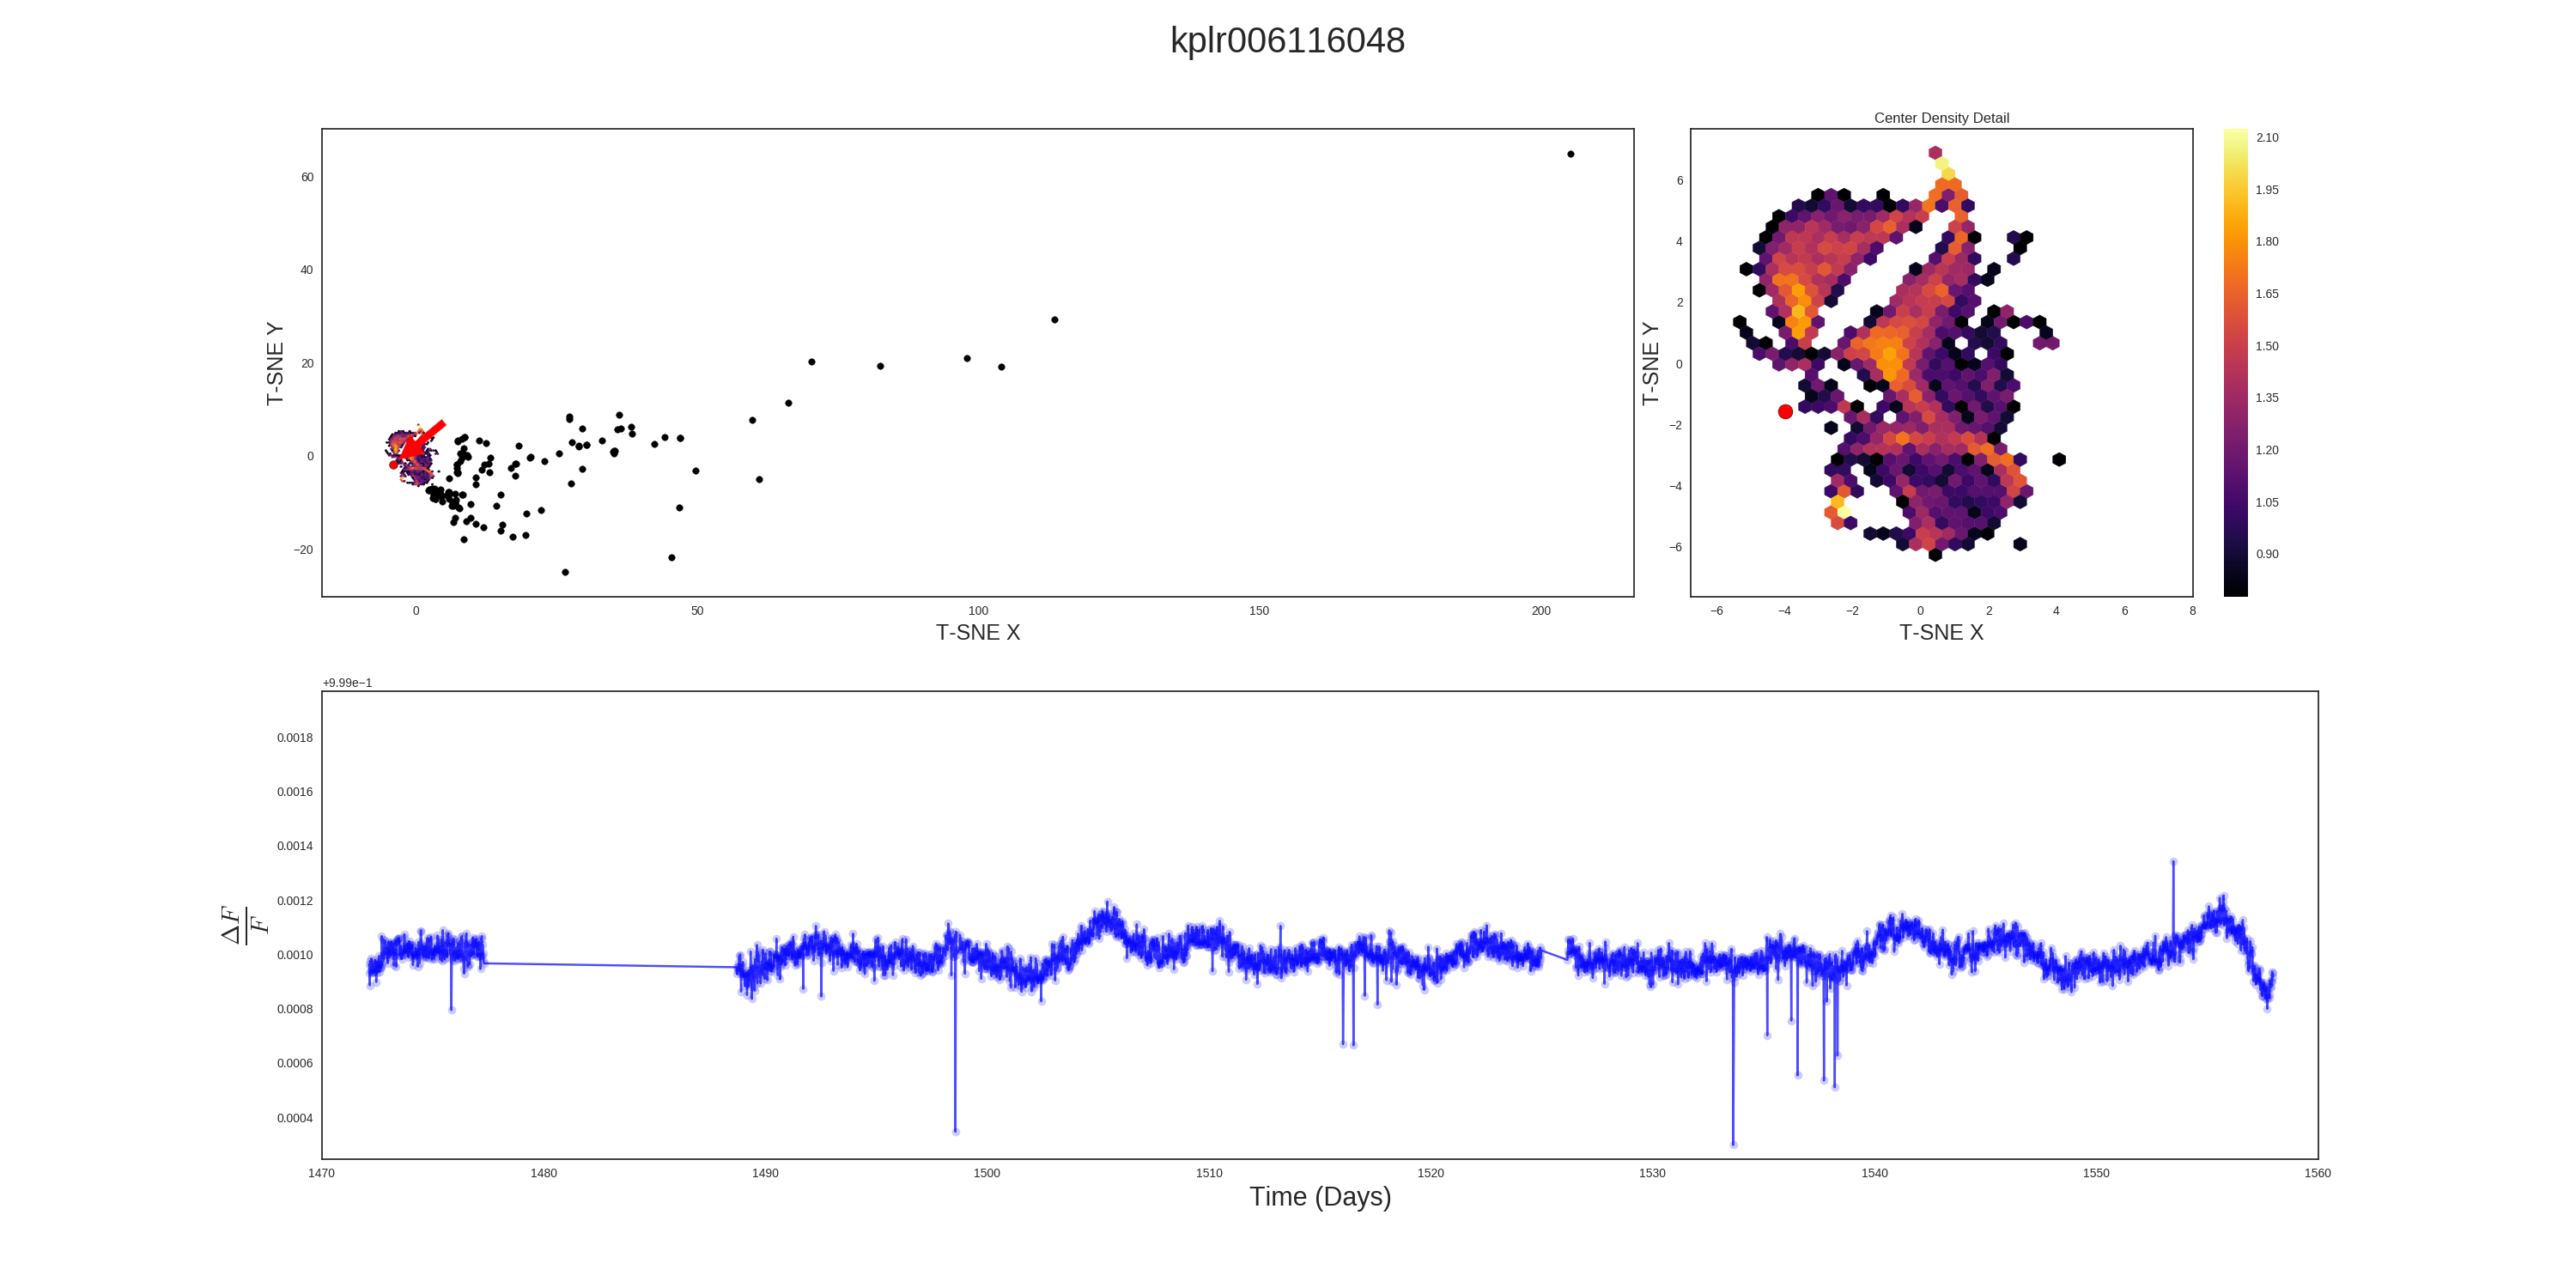 kplr006116048
Center Density Detail
60
40
20
0
−20
T-SNE Y
0 50 100 150 200
T-SNE X
6
4
2
0
−2
−4
−6
T-SNE Y
−6 −4 −2 0 2 4 6 8
T-SNE X
2.10
1.95
1.80
1.65
1.50
1.35
1.20
1.05
0.90
+9.99e−1
0.0018
0.0016
0.0014
0.0012
0.0010
0.0008
0.0006
0.0004
ΔF
F
1470 1480 1490 1500 1510 1520 1530 1540 1550 1560
Time (Days)